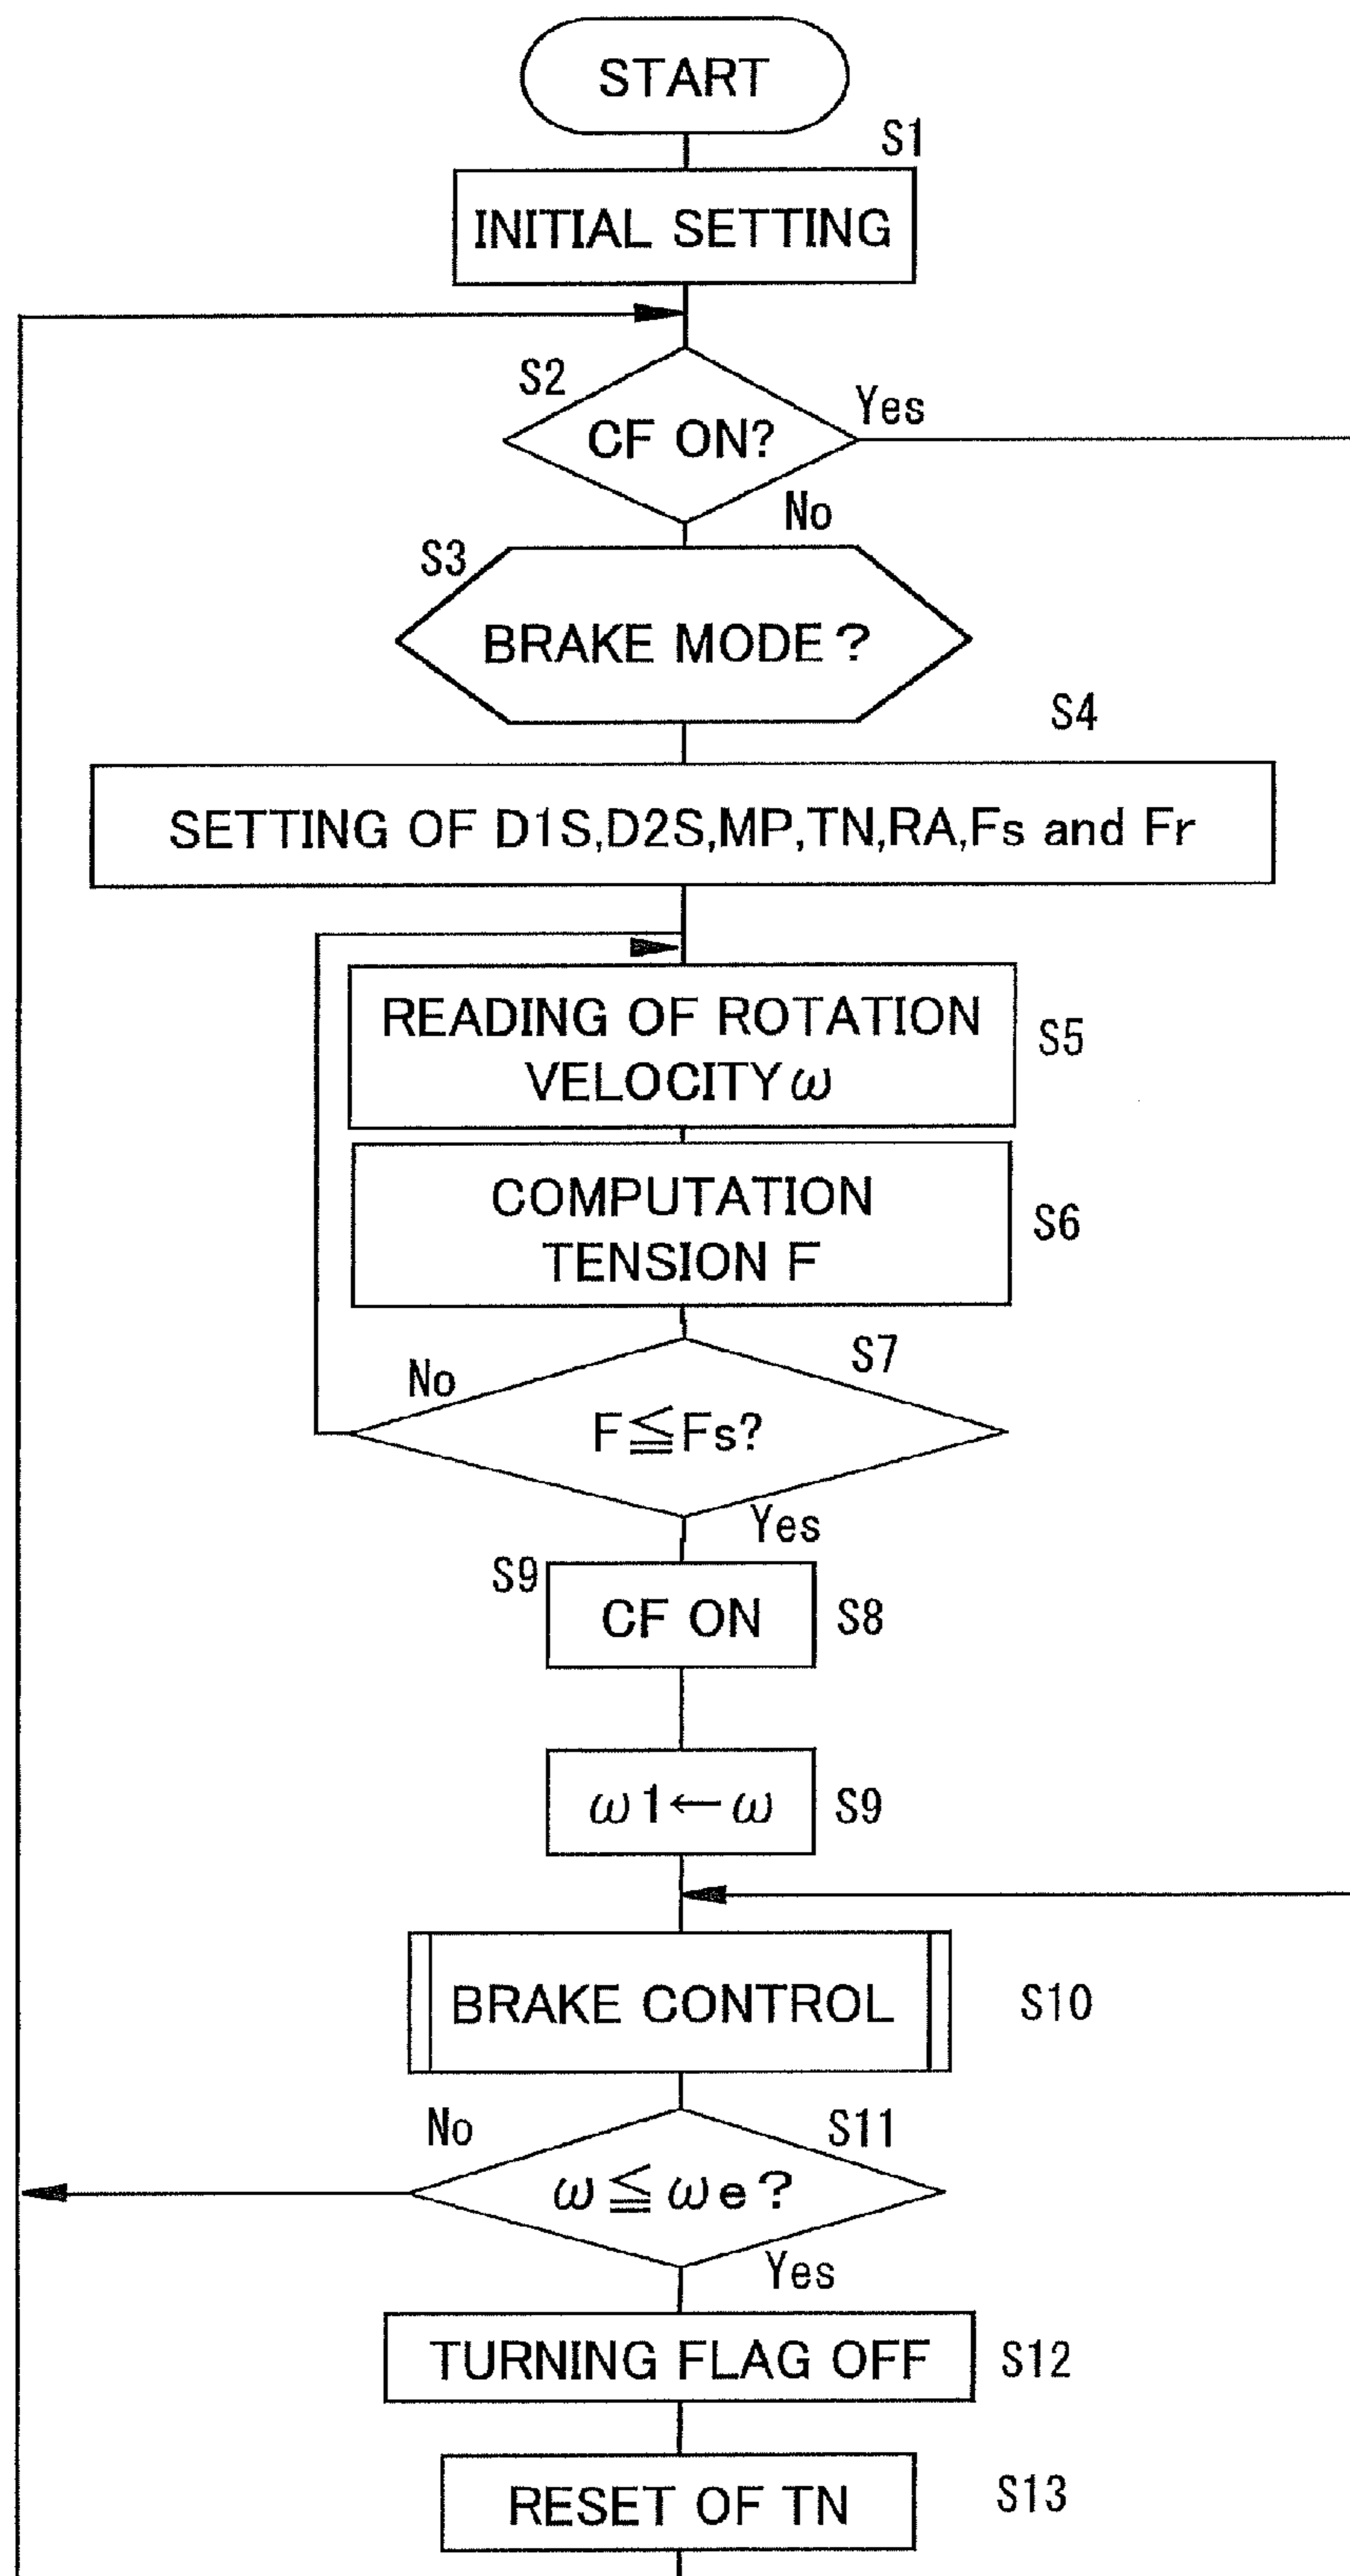 START
S1
INITIAL SETTING
S2
CF ON?
Yes
No
S3
BRAKE MODE?
S4
SETTING OF D1S,D2S,MP,TN,RA,Fs and Fr
READING OF ROTATION
VELOCITY ω
S5
COMPUTATION
TENSION F
S6
S7
No
F≦Fs?
Yes
S9
CF ON
S8
ω1←ω
S9
BRAKE CONTROL
S10
No
S11
ω≦ωe?
Yes
TURNING FLAG OFF
S12
RESET OF TN
S13